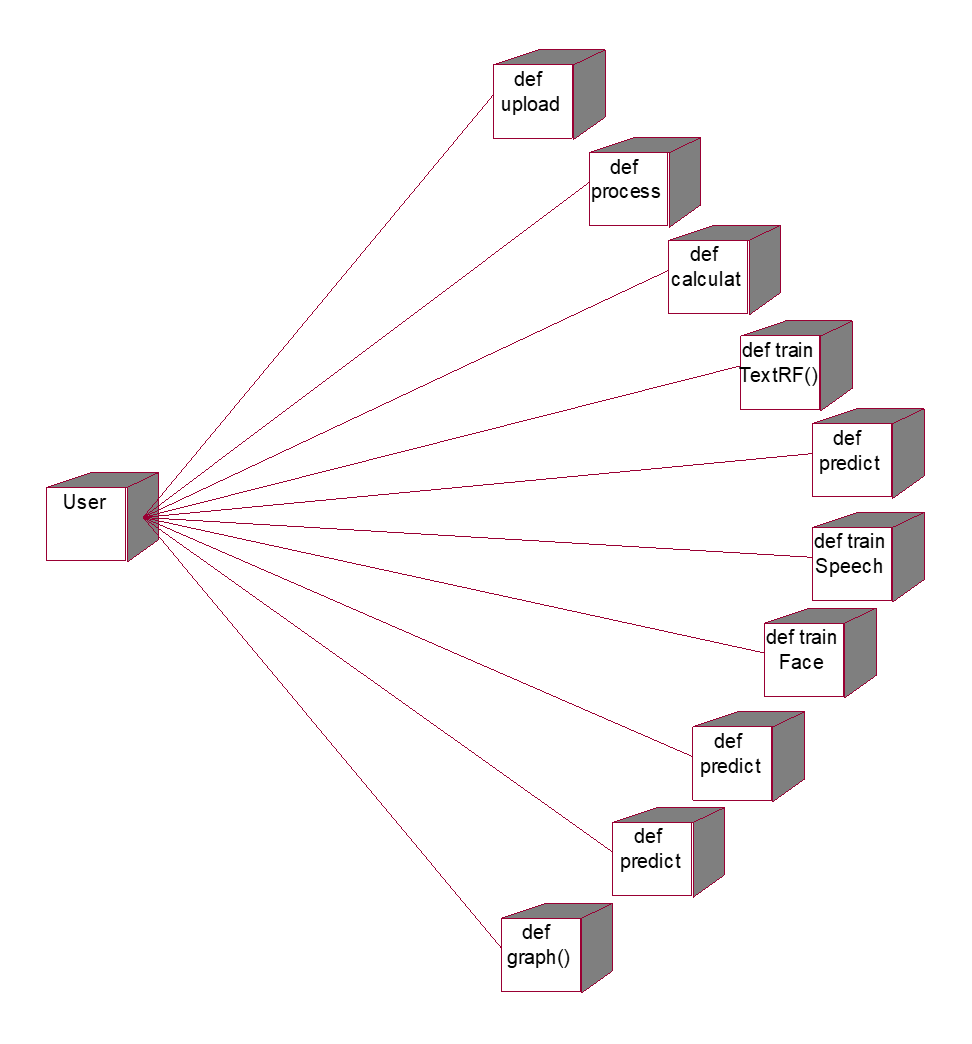 def
upload
def
process
def
calculat
def train
TextRF()
def
predict
User
def train
Speech
def train
Face
def
predict
def
predict
def
graph()